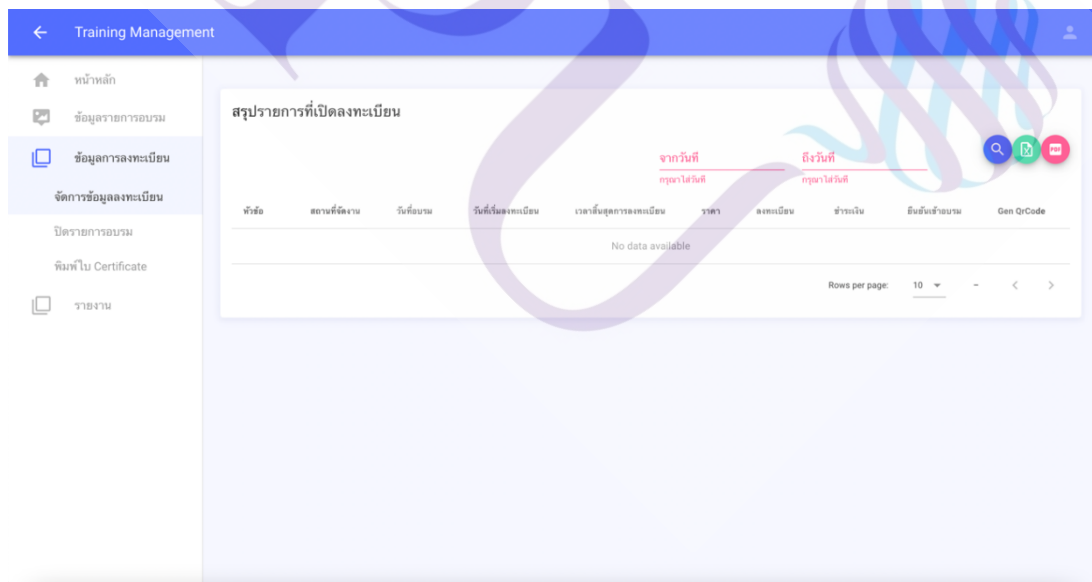 Training Management
หน้าหลัก
ข้อมูลรายการอบรม
ข้อมูลการลงทะเบียน
จัดการข้อมูลลงทะเบียน
ปิดรายการอบรม
พิมพ์ใบ Certificate
รายงาน
สรุปรายการที่เปิดลงทะเบียน
จากวันที่ ถึงวันที่
กรุณาใส่วันที่ กรุณาใส่วันที่
PDF
หัวข้อ สถานที่จัดงาน วันที่อบรม วันที่เริ่มลงทะเบียน เวลาสิ้นสุดการลงทะเบียน ราคา ลงทะเบียน ชำระเงิน ยืนยันเข้าอบรม Gen QrCode
No data available
Rows per page: 10 –